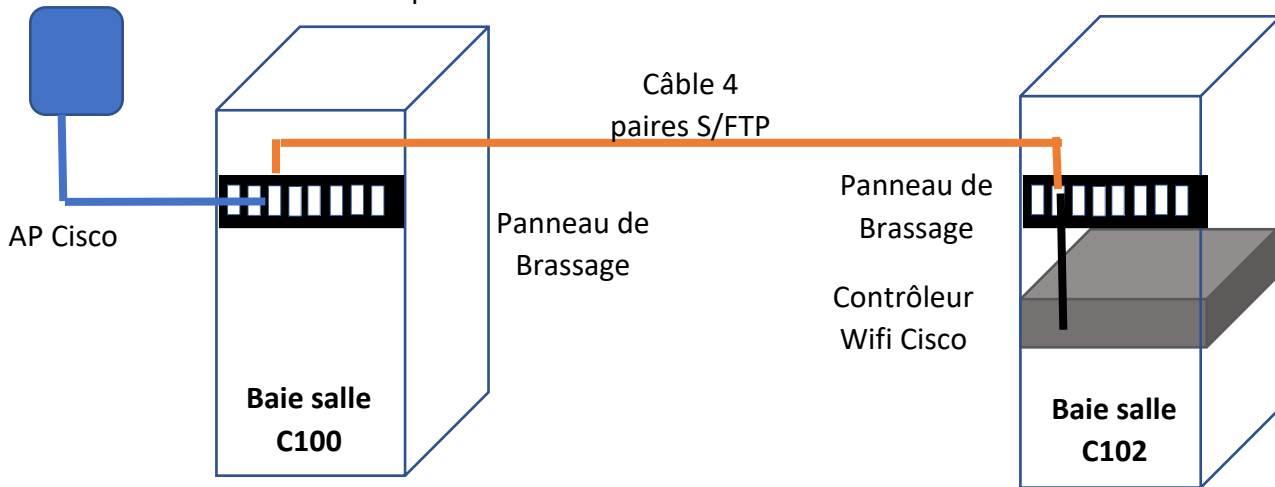 Câble 4
paires S/FTP
AP Cisco
Panneau de
Brassage
Panneau de
Brassage
Contrôleur
Wifi Cisco
Baie salle
C100
Baie salle
C102